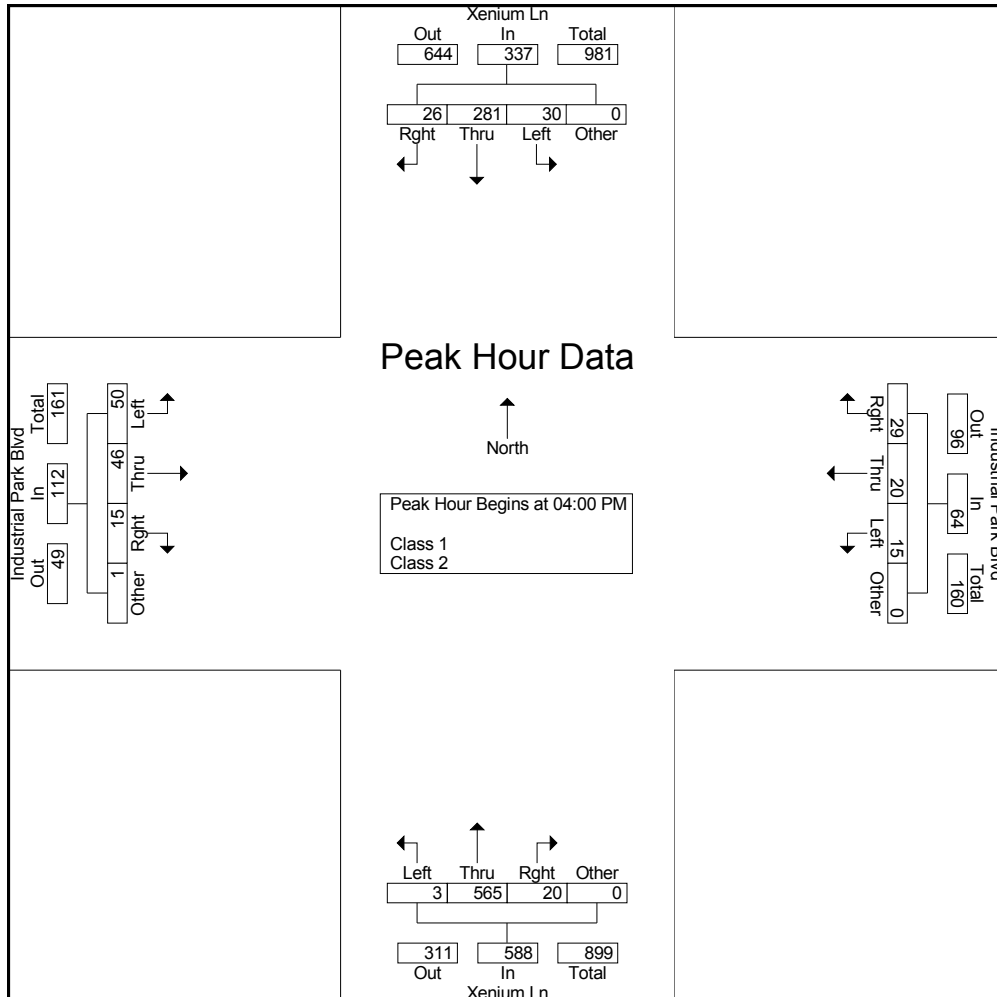 Xenium Ln
Out In Total
644 337 981
26 281 30 0
Rght Thru Left Other
Peak Hour Data
North
Peak Hour Begins at 04:00 PM
Class 1
Class 2
Industrial Park Blvd
Total In Out
161 112 49
50 46 15 1
Left Thru Rght Other
Rght Thru Left Other
29 20 15 0
Out In Total
96 64 160
Industrial Park Blvd
Left Thru Rght Other
3 565 20 0
311 588 899
Out In Total
Xenium Ln